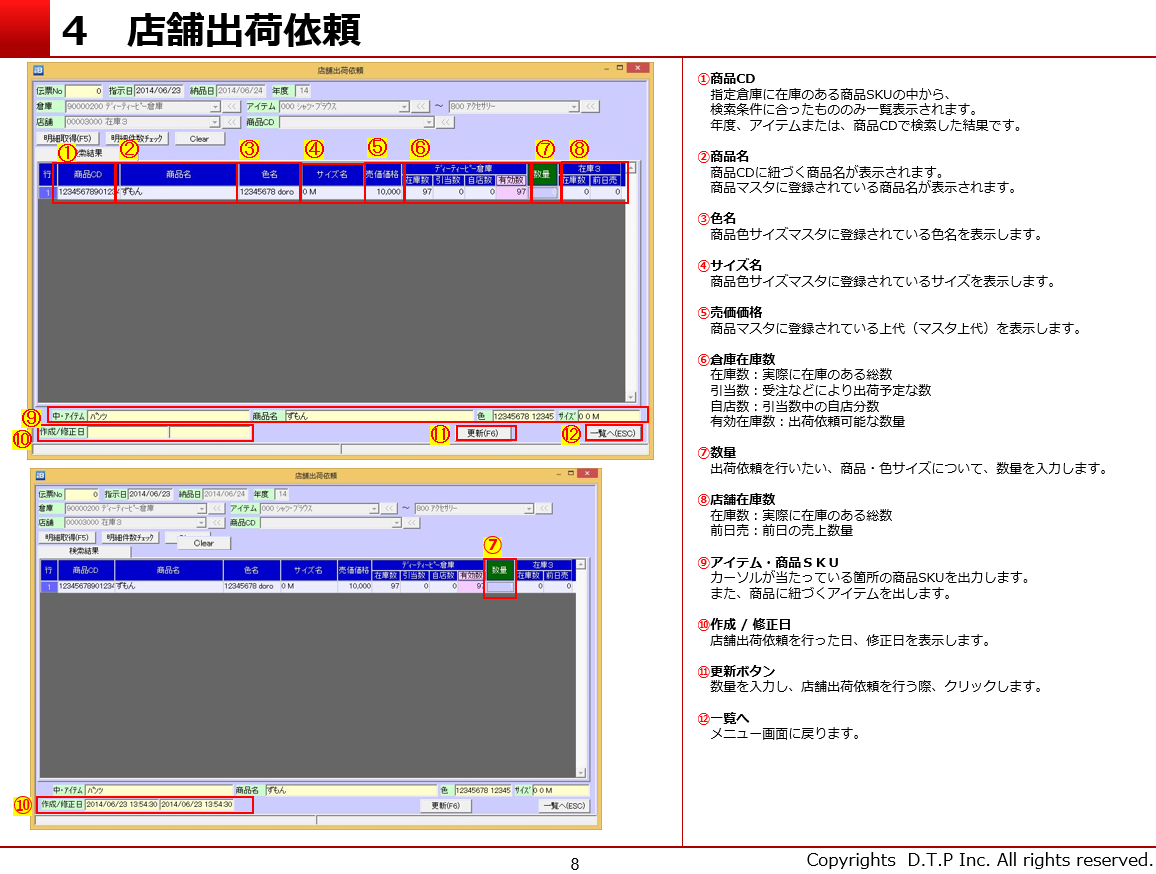 4 店舗出荷依頼
店舗出荷依頼
伝票No 0 指示日 2014/06/23 納品日 2014/06/24 年度 14
倉庫 90000200 ディーティーピー倉庫 << アイテム 000 シャツ・ブラウス << ～ 800 アクセサリー <<
店舗 00003000 在庫3 << 商品CD <<
明細取得(F5) 明細件数チェック Clear
検索結果
① ② ③ ④ ⑤ ⑥ ⑦ ⑧
行 商品CD 商品名 色名 サイズ名 売価価格 ディーティーピー倉庫 数量 在庫3
在庫数 引当数 自店数 有効数 在庫数 前日売
1 1234567890123 ずもん 12345678 doro 0 M 10,000 97 0 0 97 0 0
⑨ 中・アイテム パンツ 商品名 ずもん 色 12345678 12345 サイズ 0 0 M
⑩ 作成/修正日 ⑪ 更新(F6) ⑫ 一覧へ(ESC)
店舗出荷依頼
伝票No 0 指示日 2014/06/23 納品日 2014/06/24 年度 14
倉庫 90000200 ディーティーピー倉庫 << アイテム 000 シャツ・ブラウス << ～ 800 アクセサリー <<
店舗 00003000 在庫3 << 商品CD <<
明細取得(F5) 明細件数チェック Clear
検索結果
⑦
行 商品CD 商品名 色名 サイズ名 売価価格 ディーティーピー倉庫 数量 在庫3
在庫数 引当数 自店数 有効数 在庫数 前日売
1 1234567890123 ずもん 12345678 doro 0 M 10,000 97 0 0 97 0 0
中・アイテム パンツ 商品名 ずもん 色 12345678 12345 サイズ 0 0 M
⑩ 作成/修正日 2014/06/23 13:54:30 2014/06/23 13:54:30 更新(F6) 一覧へ(ESC)
①商品CD
指定倉庫に在庫のある商品SKUの中から、
検索条件に合ったもののみ一覧表示されます。
年度、アイテムまたは、商品CDで検索した結果です。
②商品名
商品CDに紐づく商品名が表示されます。
商品マスタに登録されている商品名が表示されます。
③色名
商品色サイズマスタに登録されている色名を表示します。
④サイズ名
商品色サイズマスタに登録されているサイズを表示します。
⑤売価価格
商品マスタに登録されている上代（マスタ上代）を表示します。
⑥倉庫在庫数
在庫数：実際に在庫のある総数
引当数：受注などにより出荷予定な数
自店数：引当数中の自店分数
有効在庫数：出荷依頼可能な数量
⑦数量
出荷依頼を行いたい、商品・色サイズについて、数量を入力します。
⑧店舗在庫数
在庫数：実際に在庫のある総数
前日売：前日の売上数量
⑨アイテム・商品ＳＫＵ
カーソルが当たっている箇所の商品SKUを出力します。
また、商品に紐づくアイテムを出します。
⑩作成 / 修正日
店舗出荷依頼を行った日、修正日を表示します。
⑪更新ボタン
数量を入力し、店舗出荷依頼を行う際、クリックします。
⑫一覧へ
メニュー画面に戻ります。
8
Copyrights D.T.P Inc. All rights reserved.